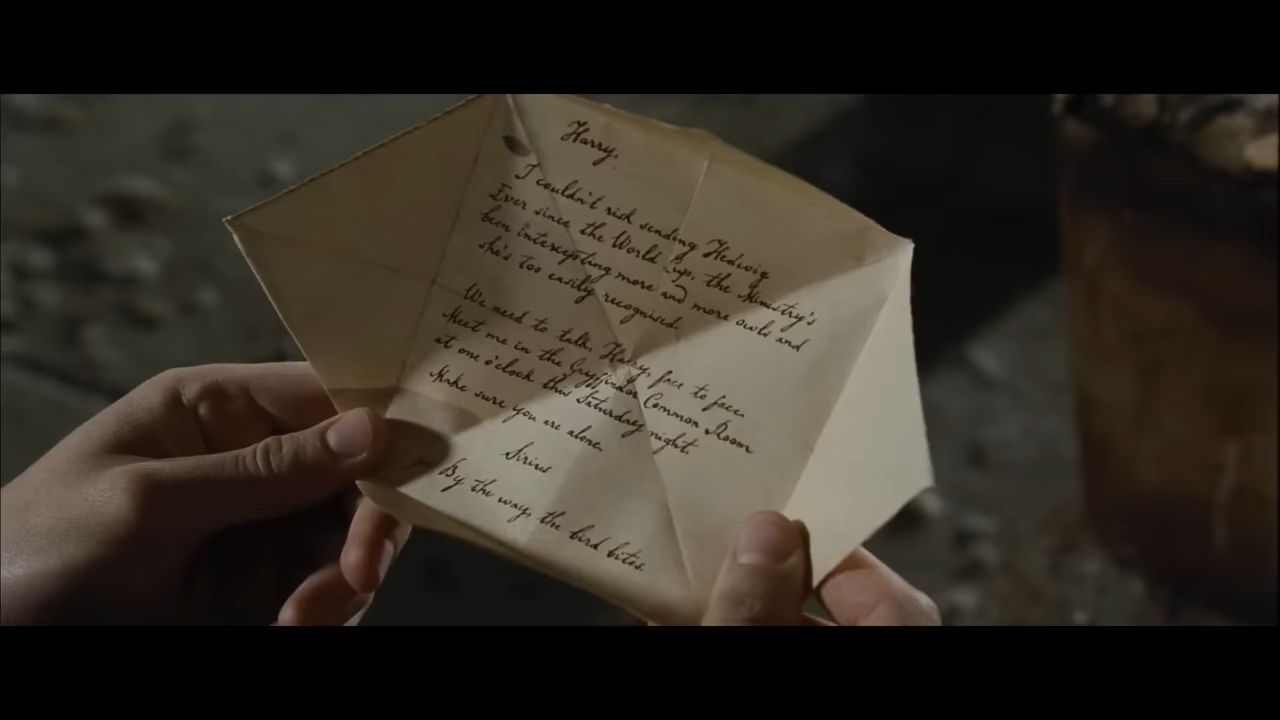 Harry,
I couldn't risk sending Hedwig
Ever since the World Cup, the Ministry's
been intercepting more and more owls and
she's too easily recognised.
We need to talk, Harry, face to face.
Meet me in the Gryffindor Common Room
at one o'clock this Saturday night.
Make sure you are alone.
Sirius
By the way, the bird bites.